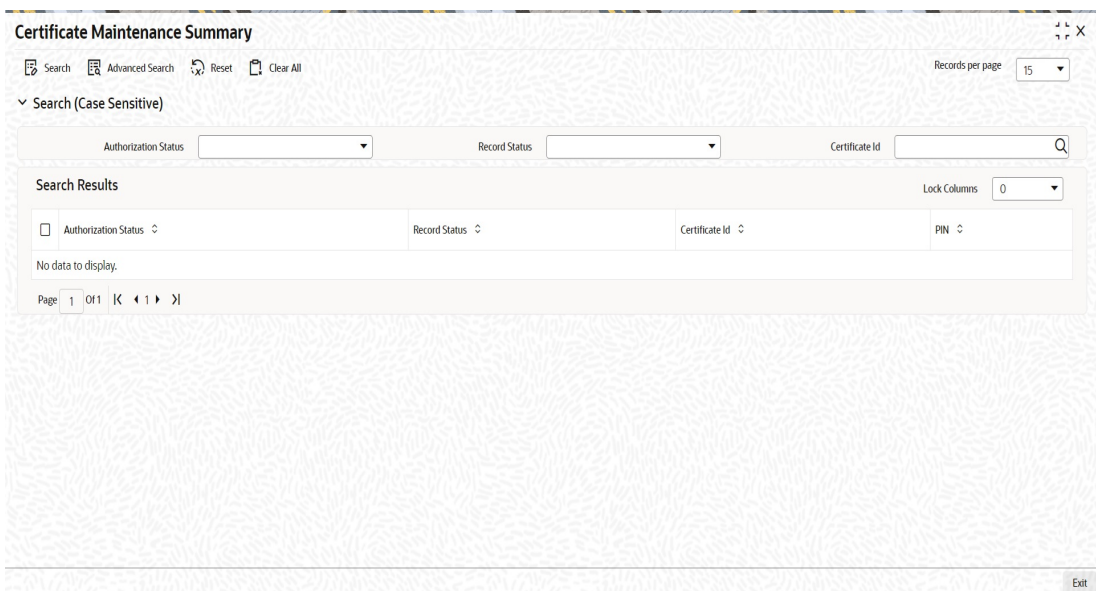 Certificate Maintenance Summary
Search Advanced Search Reset Clear All Records per page 15
Search (Case Sensitive)
Authorization Status Record Status Certificate Id
Search Results Lock Columns 0
Authorization Status Record Status Certificate Id PIN
No data to display.
Page 1 Of 1 1
Exit